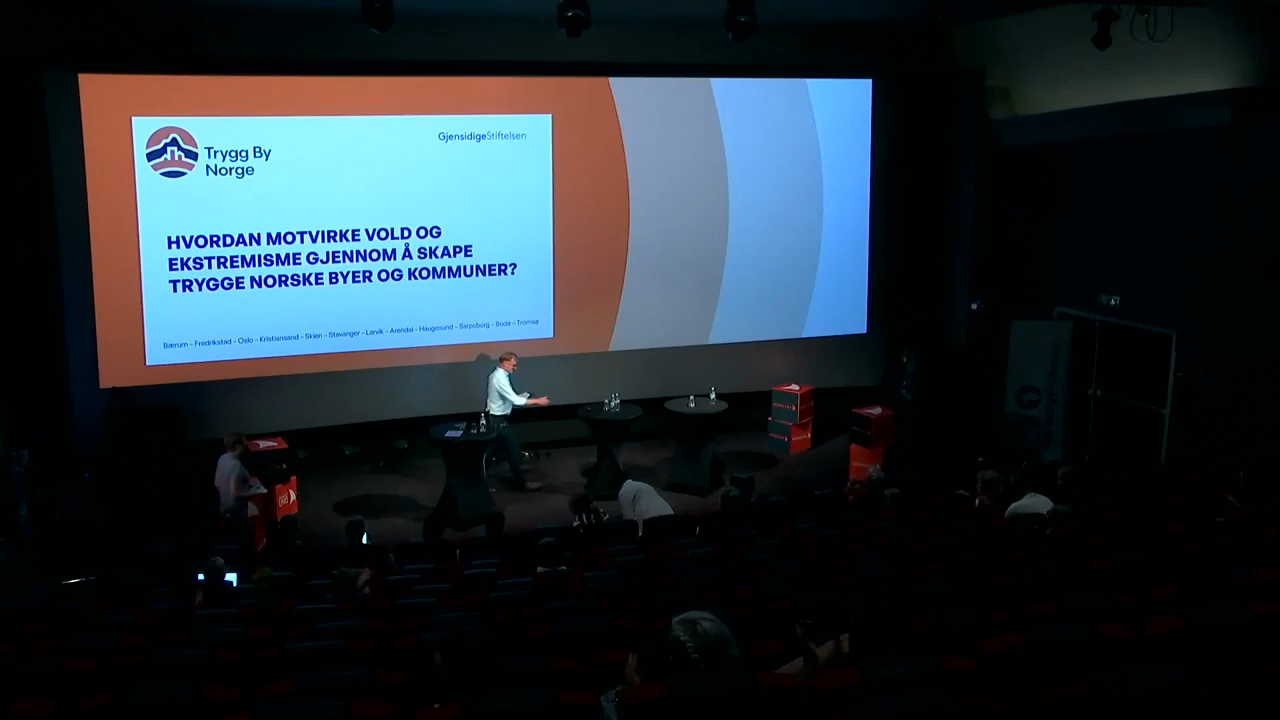 Trygg By
Norge
GjensidigeStiftelsen
HVORDAN MOTVIRKE VOLD OG
EKSTREMISME GJENNOM Å SKAPE
TRYGGE NORSKE BYER OG KOMMUNER?
Bærum – Fredrikstad – Oslo – Kristiansand – Skien – Stavanger – Larvik – Arendal – Haugesund – Sarpsborg – Bodø – Tromsø